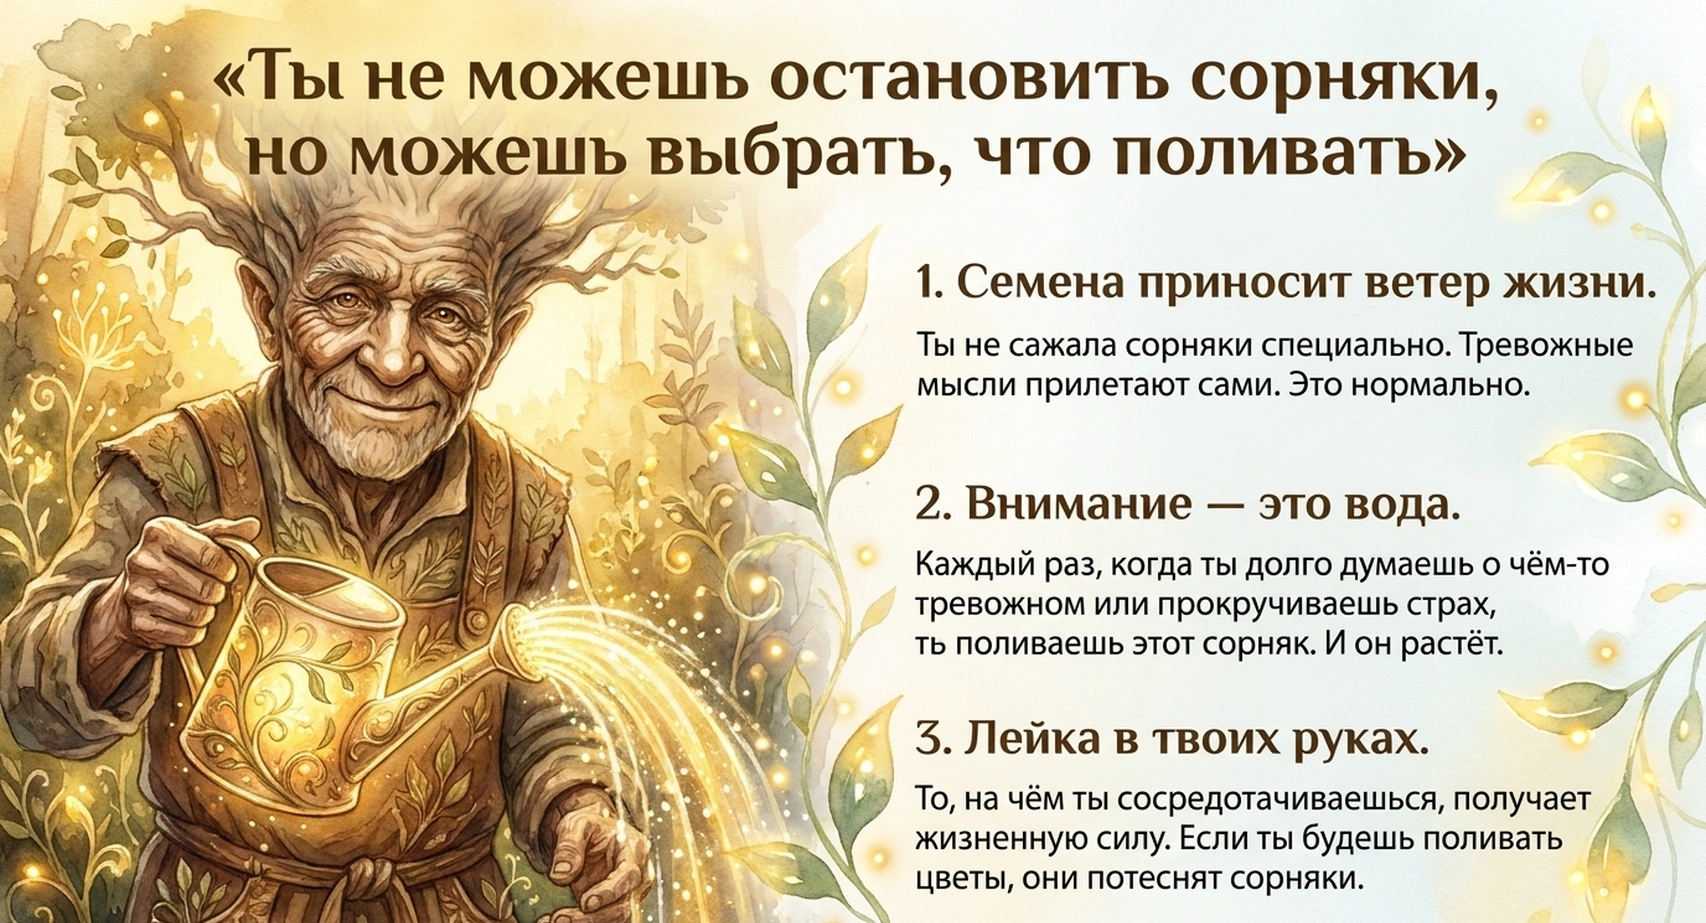 «Ты не можешь остановить сорняки,
но можешь выбрать, что поливать»
1. Семена приносит ветер жизни.
Ты не сажала сорняки специально. Тревожные
мысли прилетают сами. Это нормально.
2. Внимание — это вода.
Каждый раз, когда ты долго думаешь о чём-то
тревожном или прокручиваешь страх,
ть поливаешь этот сорняк. И он растёт.
3. Лейка в твоих руках.
То, на чём ты сосредотачиваешься, получает
жизненную силу. Если ты будешь поливать
цветы, они потеснят сорняки.